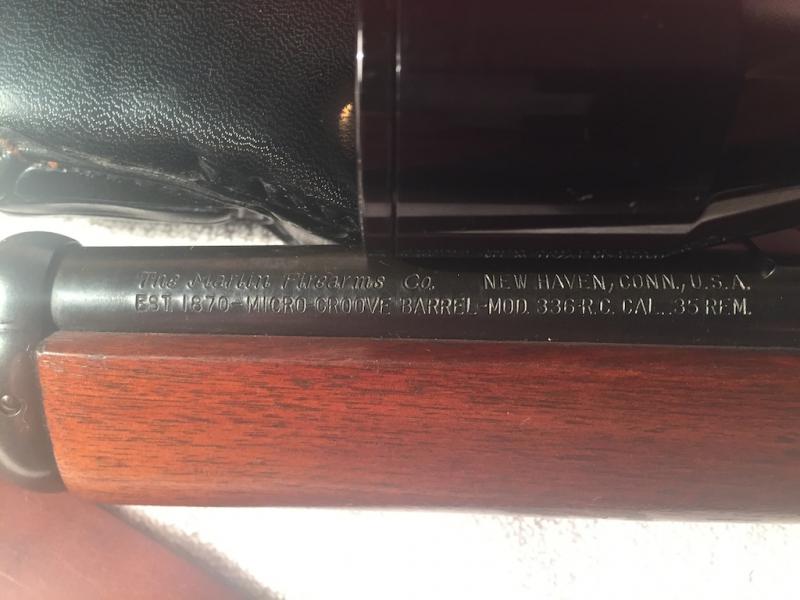 The Marlin Firearms Co. NEW HAVEN, CONN., U.S.A.
EST. 1870-MICRO-GROOVE BARREL-MOD. 336-R.C. CAL. .35 REM.